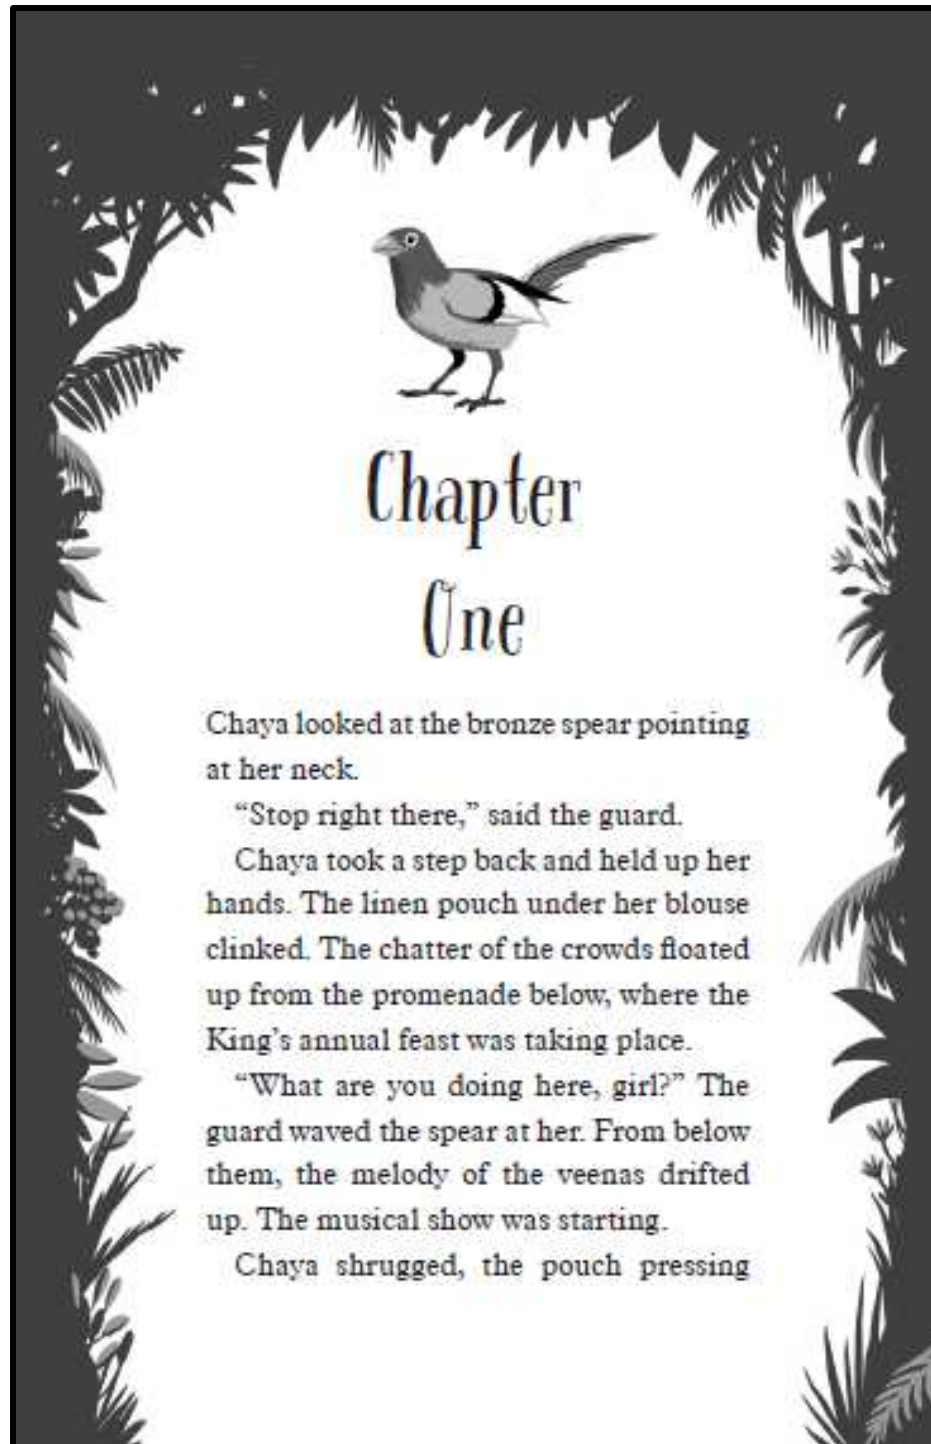 Chapter
One
Chaya looked at the bronze spear pointing
at her neck.
“Stop right there,” said the guard.
Chaya took a step back and held up her
hands. The linen pouch under her blouse
clinked. The chatter of the crowds floated
up from the promenade below, where the
King’s annual feast was taking place.
“What are you doing here, girl?” The
guard waved the spear at her. From below
them, the melody of the veenas drifted
up. The musical show was starting.
Chaya shrugged, the pouch pressing